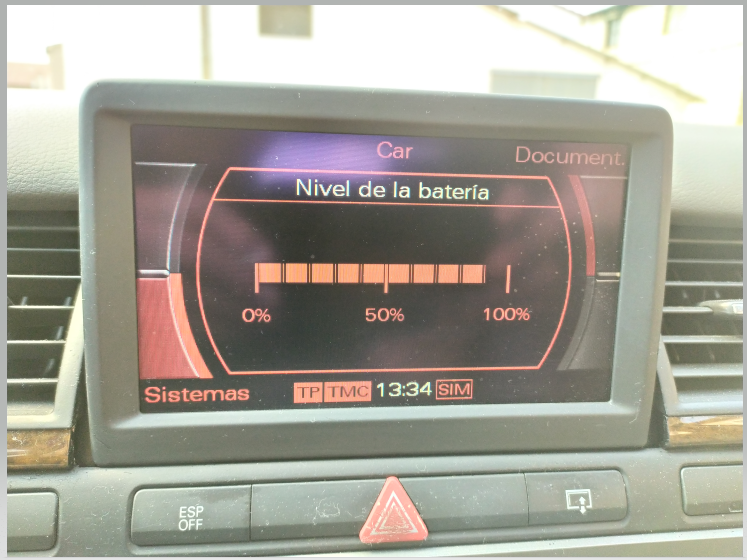 Car
Document.
Nivel de la batería
0% 50% 100%
Sistemas TP TMC 13:34 SIM
ESP
OFF